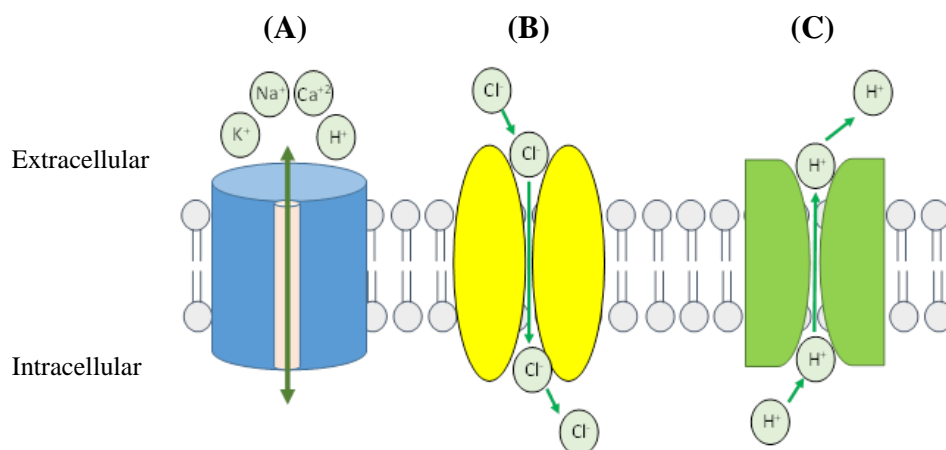 (A) (B) (C)
Cl⁻ H⁺
Na⁺ Ca⁺²
K⁺ H⁺
Extracellular
Cl⁻ H⁺
Intracellular
Cl⁻ H⁺
H⁺
Cl⁻